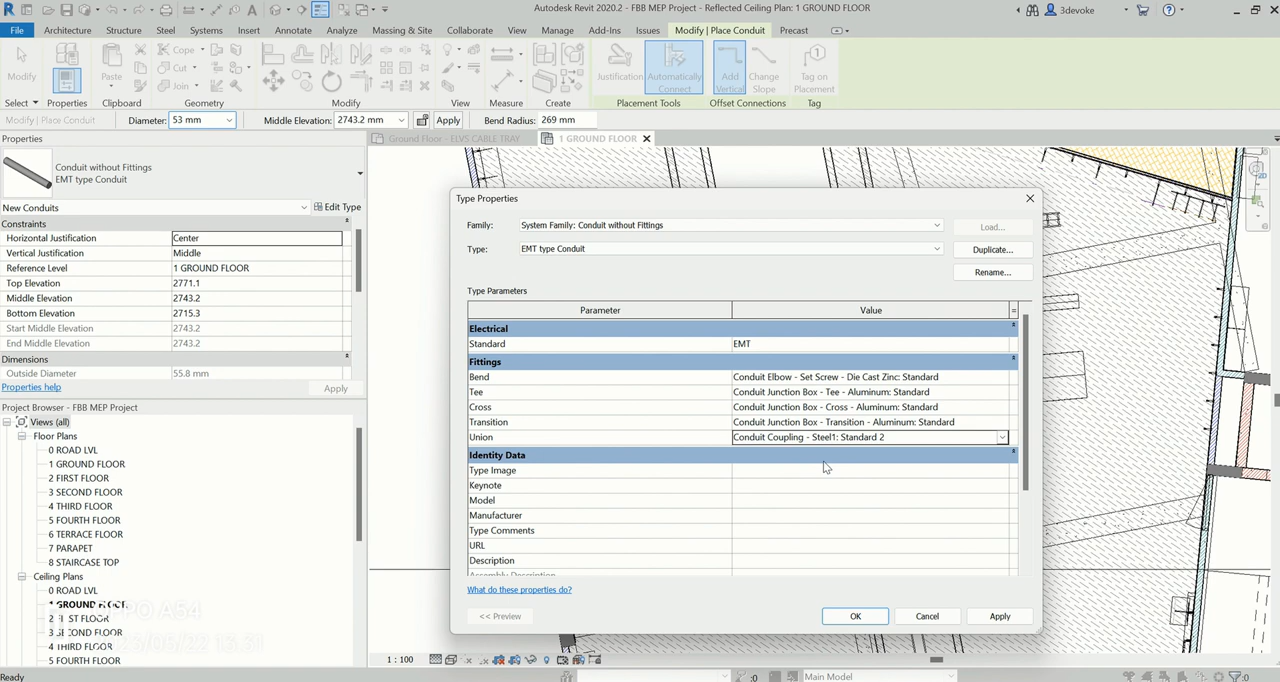 Autodesk Revit 2020.2 - FBB MEP Project - Reflected Ceiling Plan: 1 GROUND FLOOR
3devoke
File Architecture Structure Steel Systems Insert Annotate Analyze Massing & Site Collaborate View Manage Add-Ins Issues Modify | Place Conduit Precast
Modify Paste Cope Cut Join Justification Automatically Connect Add Vertical Change Slope Tag on Placement
Select Properties Clipboard Geometry Modify View Measure Create Placement Tools Offset Connections Tag
Modify | Place Conduit Diameter: 53 mm Middle Elevation: 2743.2 mm Apply Bend Radius: 269 mm
Properties
Ground Floor - ELVS CABLE TRAY 1 GROUND FLOOR
Conduit without Fittings
EMT type Conduit
New Conduits Edit Type
Constraints
Horizontal Justification Center
Vertical Justification Middle
Reference Level 1 GROUND FLOOR
Top Elevation 2771.1
Middle Elevation 2743.2
Bottom Elevation 2715.3
Start Middle Elevation 2743.2
End Middle Elevation 2743.2
Dimensions
Outside Diameter 55.8 mm
Properties help Apply
Project Browser - FBB MEP Project
Views (all)
Floor Plans
0 ROAD LVL
1 GROUND FLOOR
2 FIRST FLOOR
3 SECOND FLOOR
4 THIRD FLOOR
5 FOURTH FLOOR
6 TERRACE FLOOR
7 PARAPET
8 STAIRCASE TOP
Ceiling Plans
0 ROAD LVL
1 GROUND FLOOR
2 FIRST FLOOR
3 SECOND FLOOR
4 THIRD FLOOR
5 FOURTH FLOOR
Type Properties
Family: System Family: Conduit without Fittings Load...
Type: EMT type Conduit Duplicate...
Rename...
Type Parameters
Parameter Value =
Electrical
Standard EMT
Fittings
Bend Conduit Elbow - Set Screw - Die Cast Zinc: Standard
Tee Conduit Junction Box - Tee - Aluminum: Standard
Cross Conduit Junction Box - Cross - Aluminum: Standard
Transition Conduit Junction Box - Transition - Aluminum: Standard
Union Conduit Coupling - Steel1: Standard 2
Identity Data
Type Image
Keynote
Model
Manufacturer
Type Comments
URL
Description
Assembly Description
What do these properties do?
<< Preview OK Cancel Apply
1 : 100
Ready :0 Main Model :0